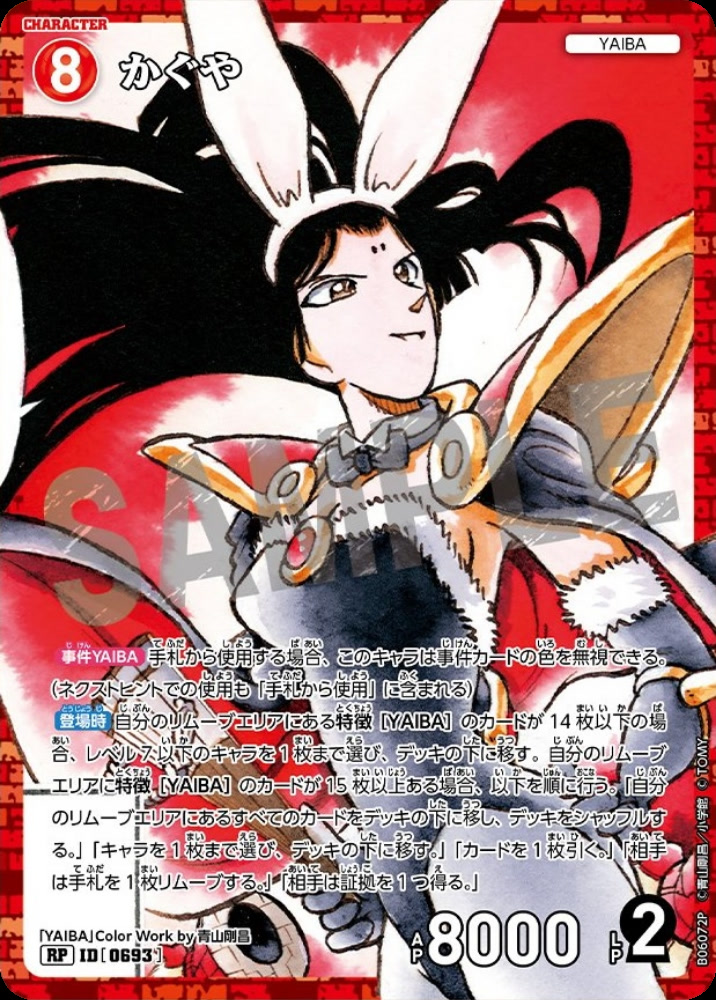 CHARACTER
8
かぐや
YAIBA
SAMPLE
事件YAIBA 手札から使用する場合、このキャラは事件カードの色を無視できる。
(ネクストヒントでの使用も「手札から使用」に含まれる)
登場時 自分のリムーブエリアにある特徴［YAIBA］のカードが14枚以下の場
合、レベル7以下のキャラを1枚まで選び、デッキの下に移す。自分のリムーブ
エリアに特徴［YAIBA］のカードが15枚以上ある場合、以下を順に行う。「自分
のリムーブエリアにあるすべてのカードをデッキの下に移し、デッキをシャッフルす
る。」「キャラを1枚まで選び、デッキの下に移す。」「カードを1枚引く。」「相手
は手札を1枚リムーブする。」「相手は証拠を1つ得る。」
「YAIBA」Color Work by 青山剛昌
RP ID［0693］
AP 8000
LP 2
B06072P ©青山剛昌／小学館 ©TOMY